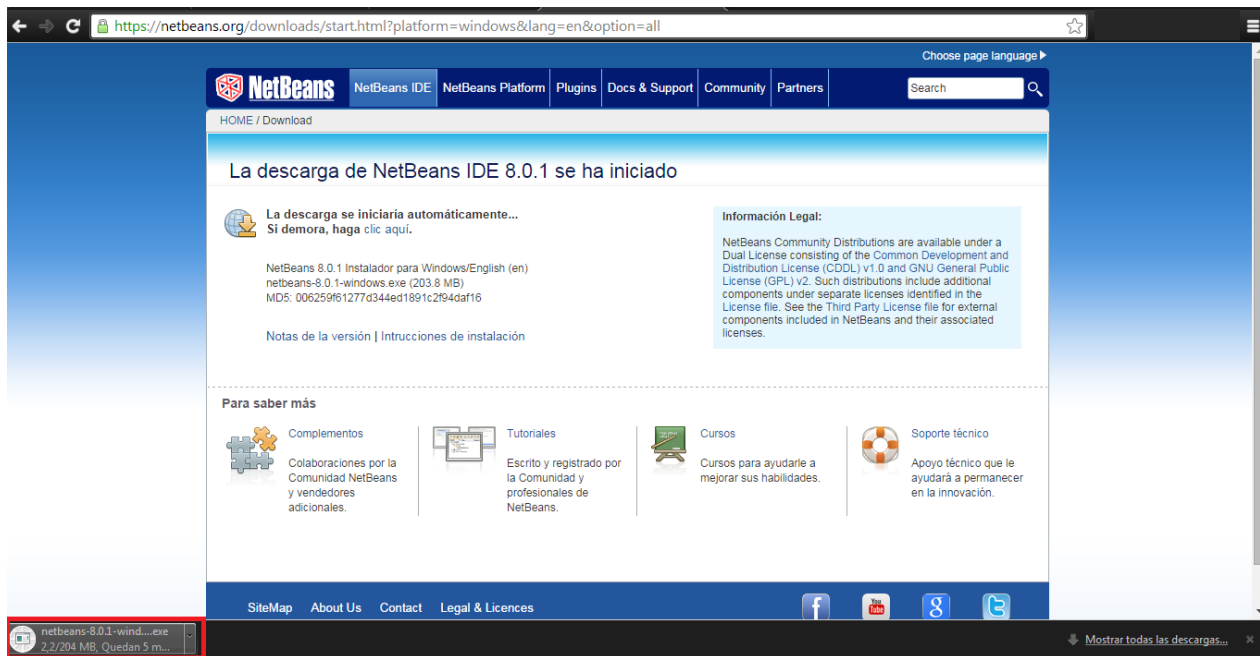 https://netbeans.org/downloads/start.html?platform=windows&lang=en&option=all
Choose page language
NetBeans
NetBeans IDE
NetBeans Platform
Plugins
Docs & Support
Community
Partners
Search
HOME / Download
La descarga de NetBeans IDE 8.0.1 se ha iniciado
La descarga se iniciaría automáticamente...
Si demora, haga clic aquí.
NetBeans 8.0.1 Instalador para Windows/English (en)
netbeans-8.0.1-windows.exe (203.8 MB)
MD5: 006259f61277d344ed1891c2f94daf16
Notas de la versión | Intrucciones de instalación
Información Legal:
NetBeans Community Distributions are available under a
Dual License consisting of the Common Development and
Distribution License (CDDL) v1.0 and GNU General Public
License (GPL) v2. Such distributions include additional
components under separate licenses identified in the
License file. See the Third Party License file for external
components included in NetBeans and their associated
licenses.
Para saber más
Complementos
Colaboraciones por la
Comunidad NetBeans
y vendedores
adicionales.
Tutoriales
Escrito y registrado por
la Comunidad y
profesionales de
NetBeans.
Cursos
Cursos para ayudarle a
mejorar sus habilidades.
Soporte técnico
Apoyo técnico que le
ayudará a permanecer
en la innovación.
SiteMap
About Us
Contact
Legal & Licences
f
You
Tube
8
netbeans-8.0.1-wind....exe
2,2/204 MB, Quedan 5 m...
Mostrar todas las descargas...